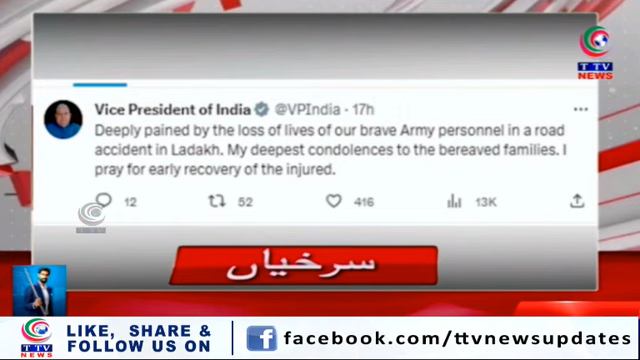 T TV
NEWS
Vice President of India @VPIndia · 17h
Deeply pained by the loss of lives of our brave Army personnel in a road
accident in Ladakh. My deepest condolences to the bereaved families. I
pray for early recovery of the injured.
12 52 416 13K
سرخیاں
T TV
NEWS
LIKE, SHARE &
FOLLOW US ON
f facebook.com/ttvnewsupdates